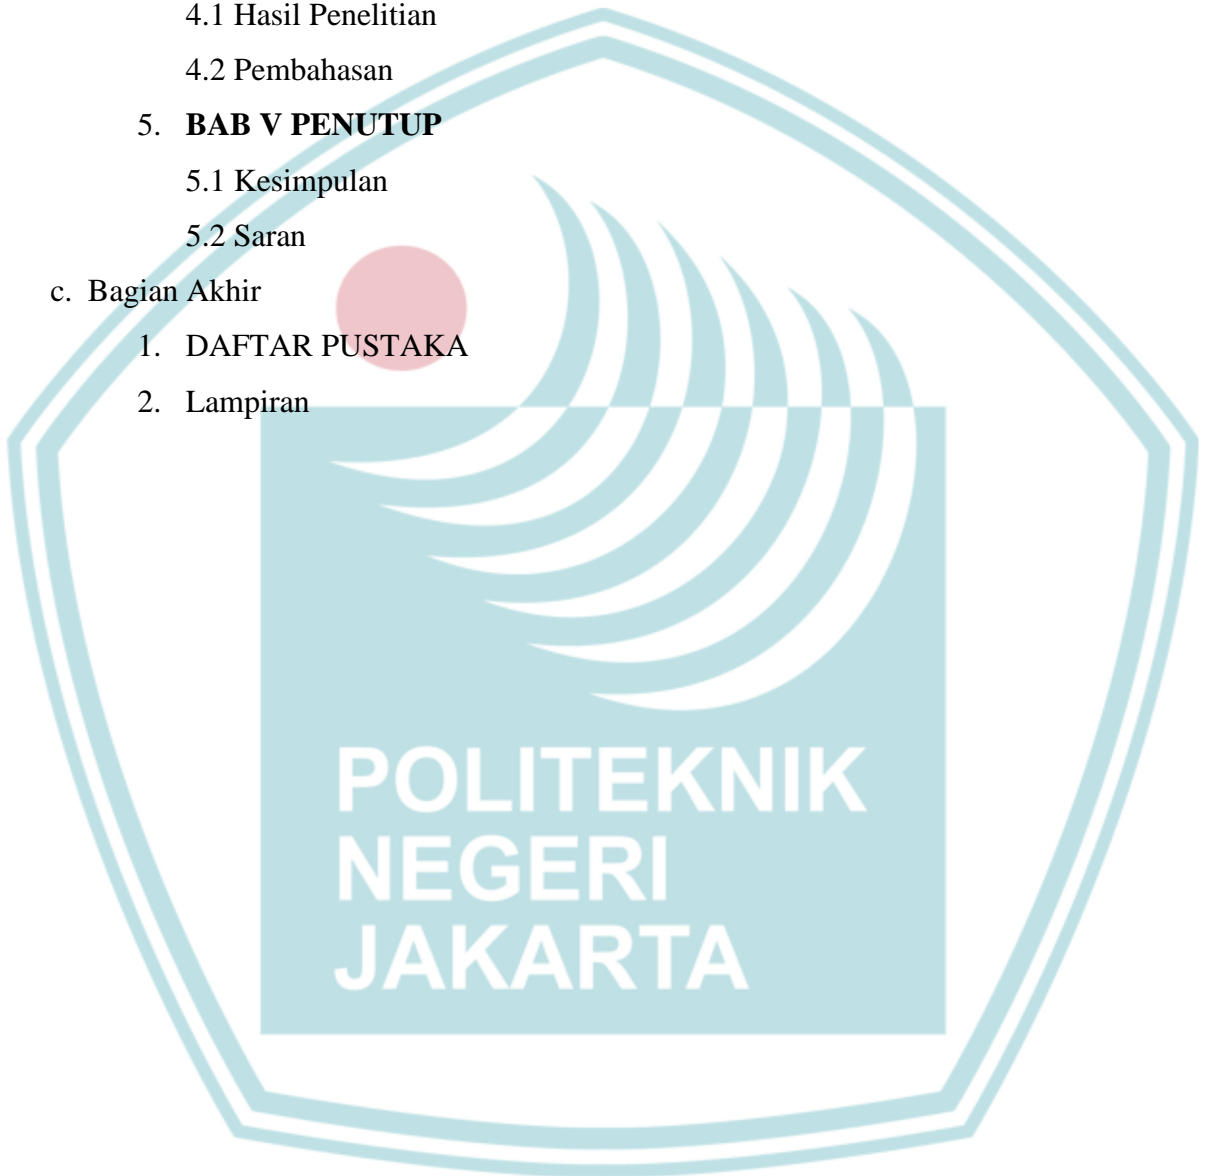 4.1 Hasil Penelitian
4.2 Pembahasan
5. BAB V PENUTUP
5.1 Kesimpulan
5.2 Saran
c. Bagian Akhir
1. DAFTAR PUSTAKA
2. Lampiran
POLITEKNIK
NEGERI
JAKARTA